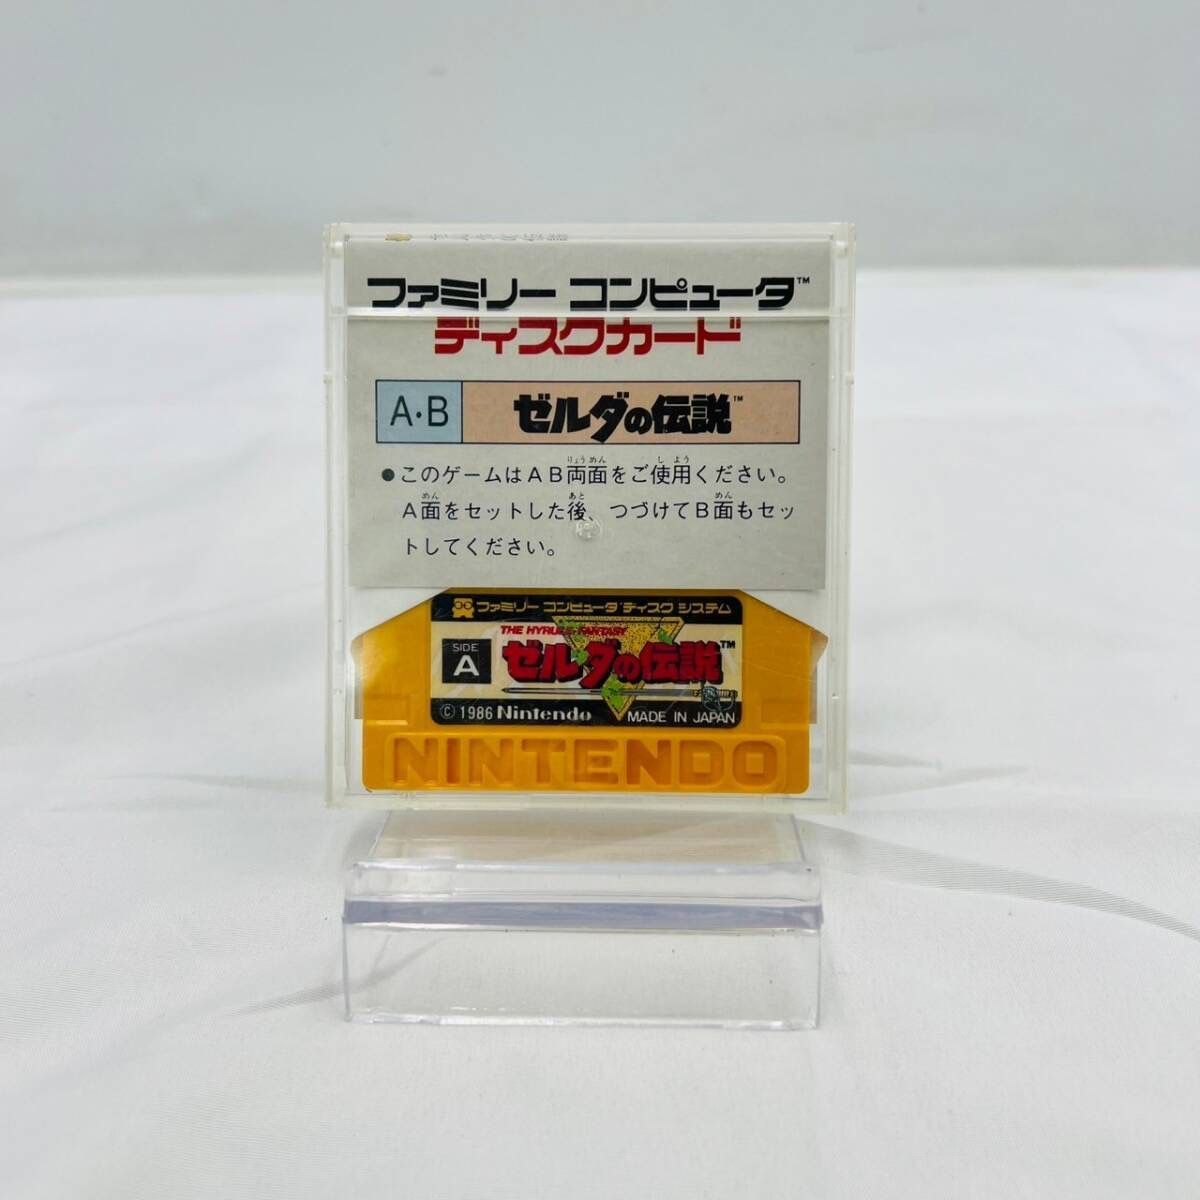 ファミリー コンピュータ™
ディスクカード
A・B
ゼルダの伝説™
●このゲームはAB両面をご使用ください。
A面をセットした後、つづけてB面もセッ
トしてください。
ファミリー コンピュータ ディスク システム
THE HYRULE FANTASY
SIDE
A
ゼルダの伝説™
© 1986 Nintendo
MADE IN JAPAN
NINTENDO